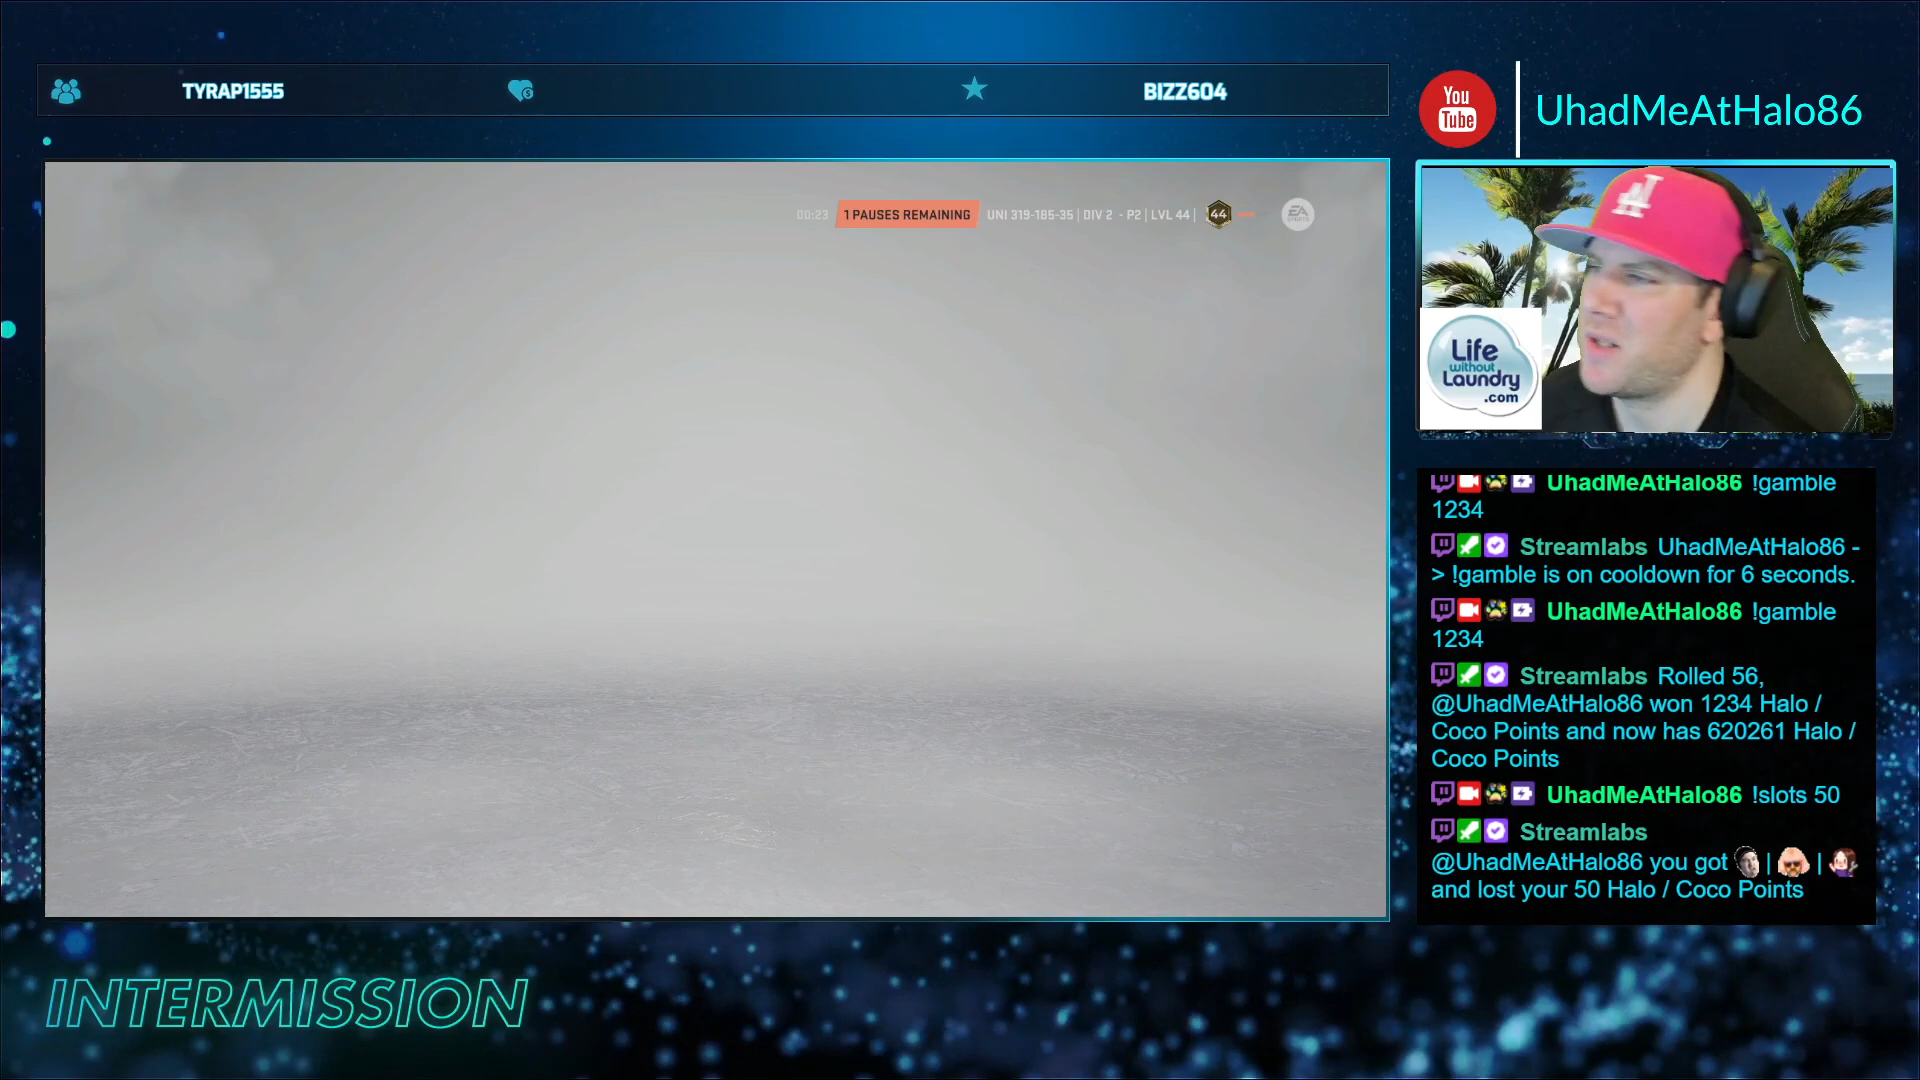 TYRAP1555
BIZZ604
You
Tube
UhadMeAtHalo86
00:23
1 PAUSES REMAINING
UNI 319-185-35 | DIV 2 - P2 | LVL 44 |
44
EA
SPORTS
Life
without
Laundry
.com
UhadMeAtHalo86 !gamble
1234
Streamlabs UhadMeAtHalo86 -
> !gamble is on cooldown for 6 seconds.
UhadMeAtHalo86 !gamble
1234
Streamlabs Rolled 56,
@UhadMeAtHalo86 won 1234 Halo /
Coco Points and now has 620261 Halo /
Coco Points
UhadMeAtHalo86 !slots 50
Streamlabs
@UhadMeAtHalo86 you got | |
and lost your 50 Halo / Coco Points
INTERMISSION